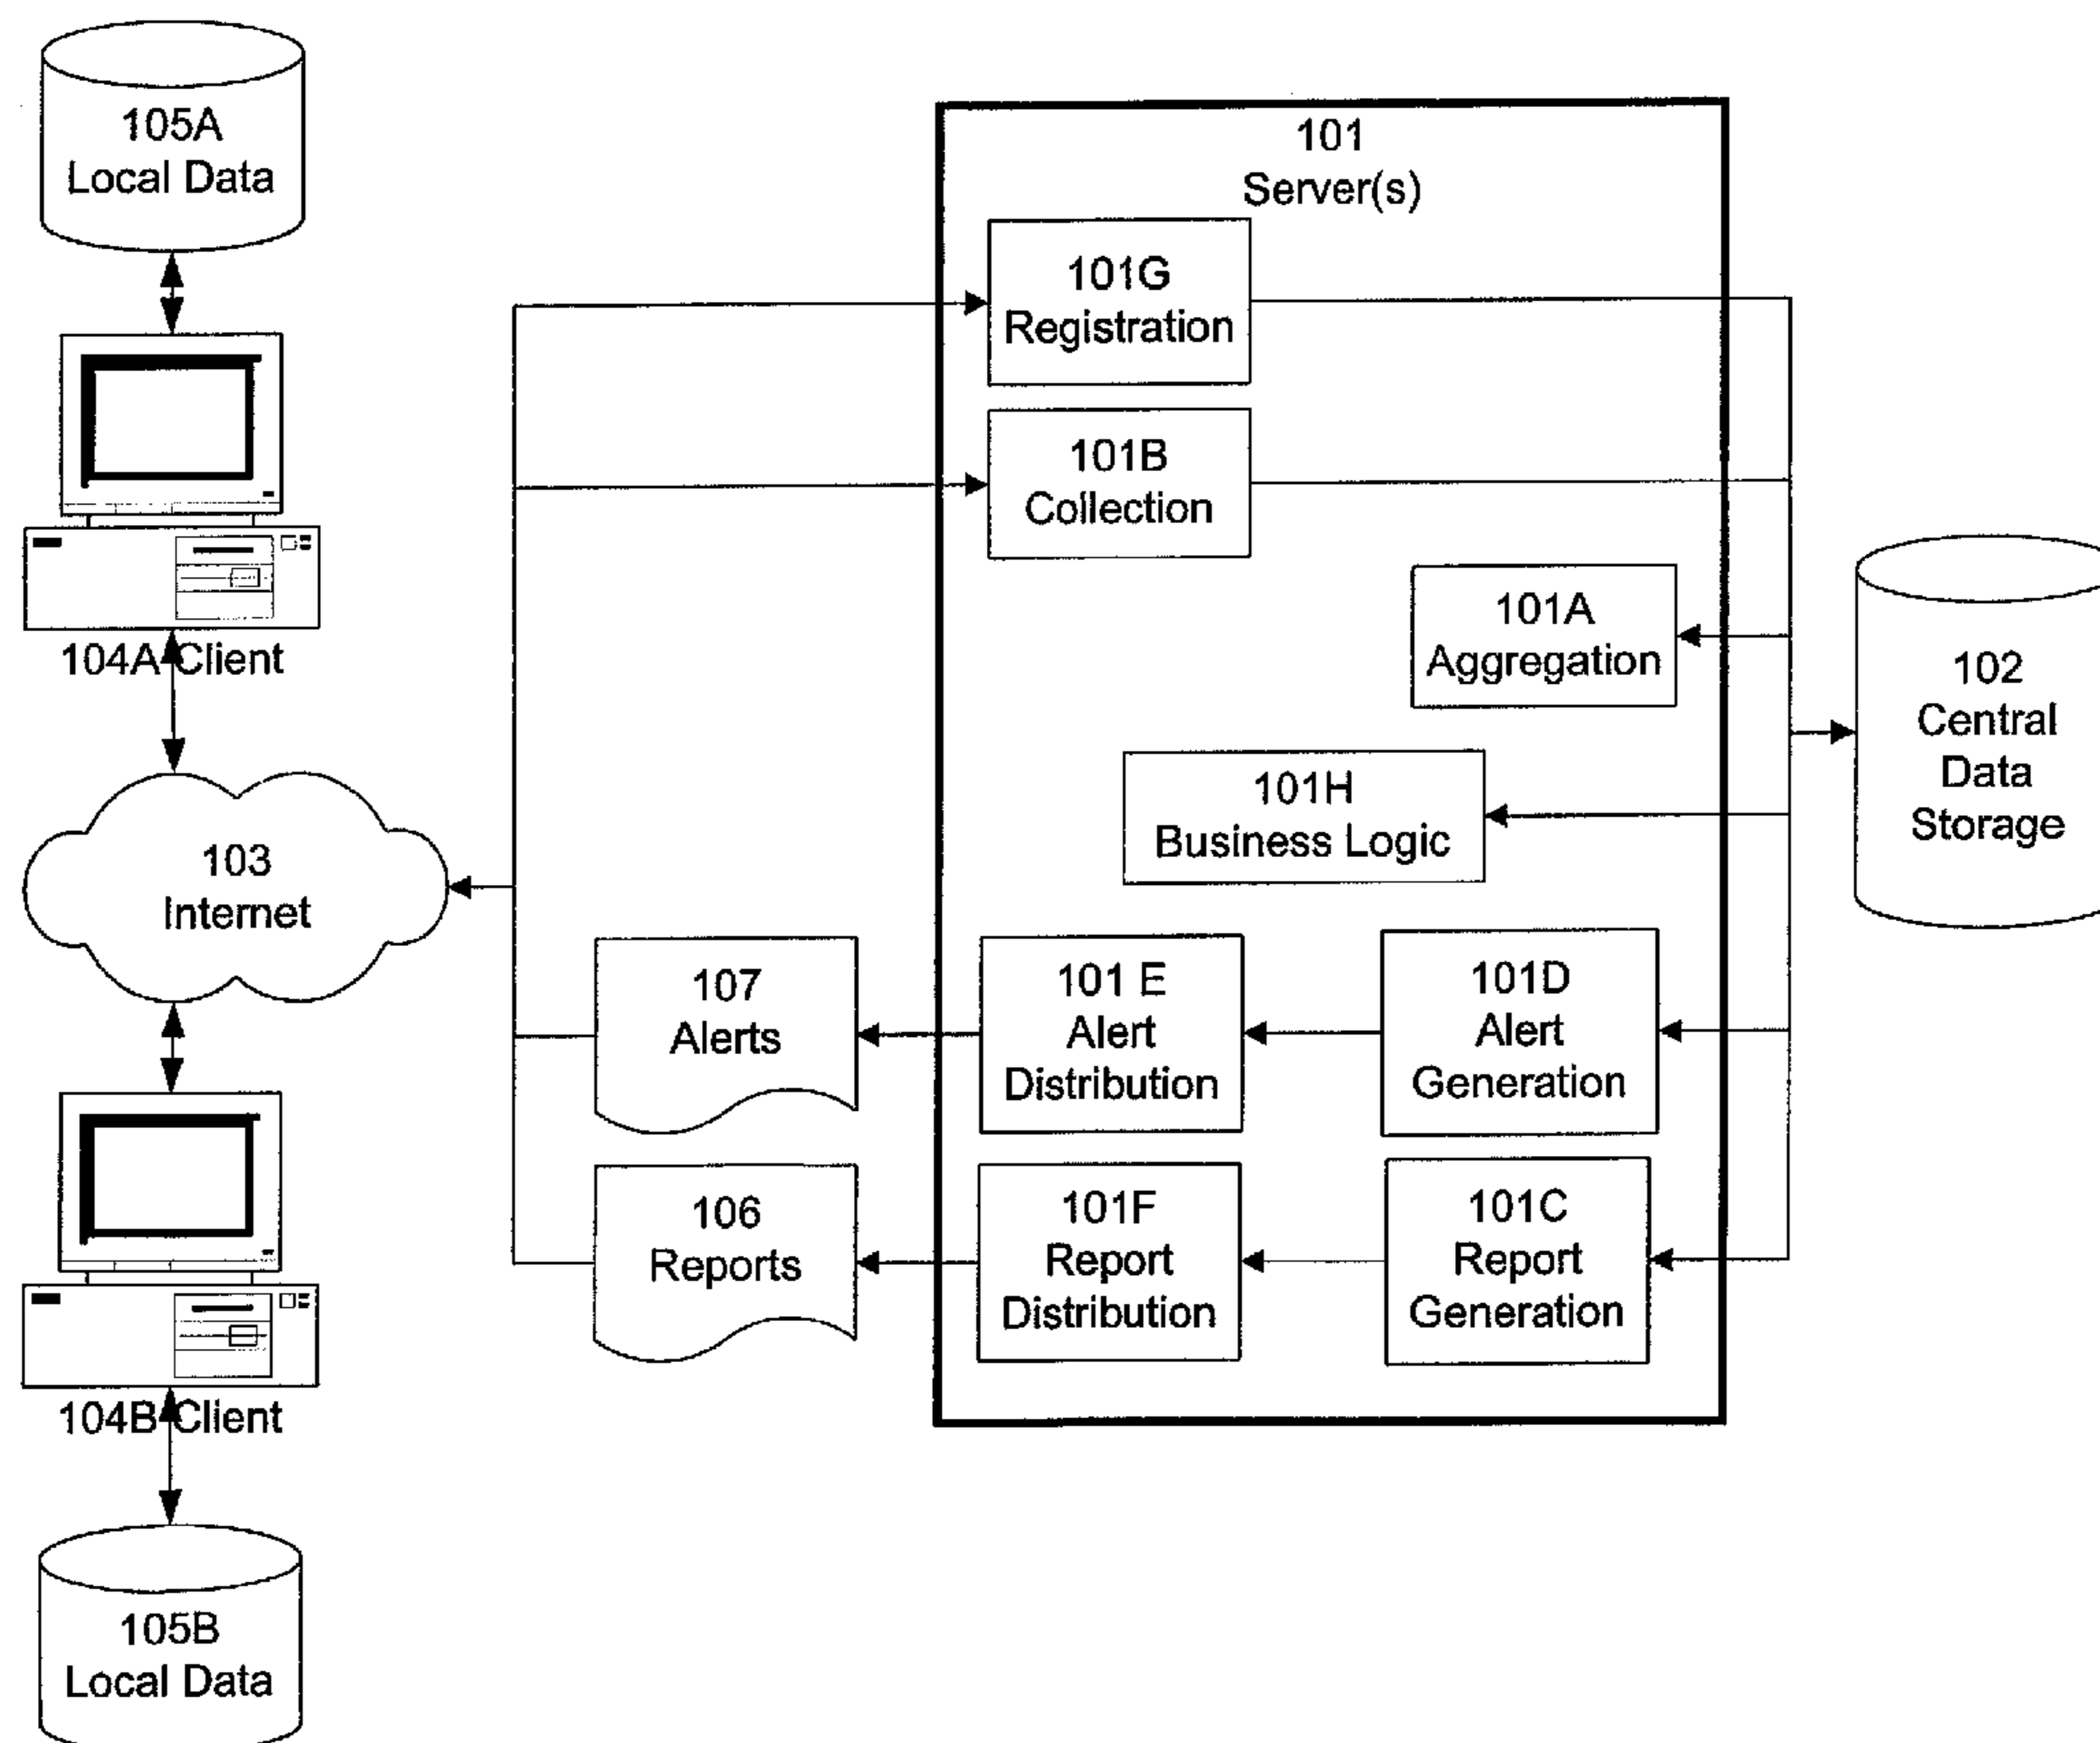 105A
Local Data
101
Server(s)
101G
Registration
101B
Collection
101A
Aggregation
104A Client
102
Central
Data
Storage
101H
Business Logic
103
Internet
107
Alerts
101 E
Alert
Distribution
101D
Alert
Generation
106
Reports
101F
Report
Distribution
101C
Report
Generation
104B Client
105B
Local Data